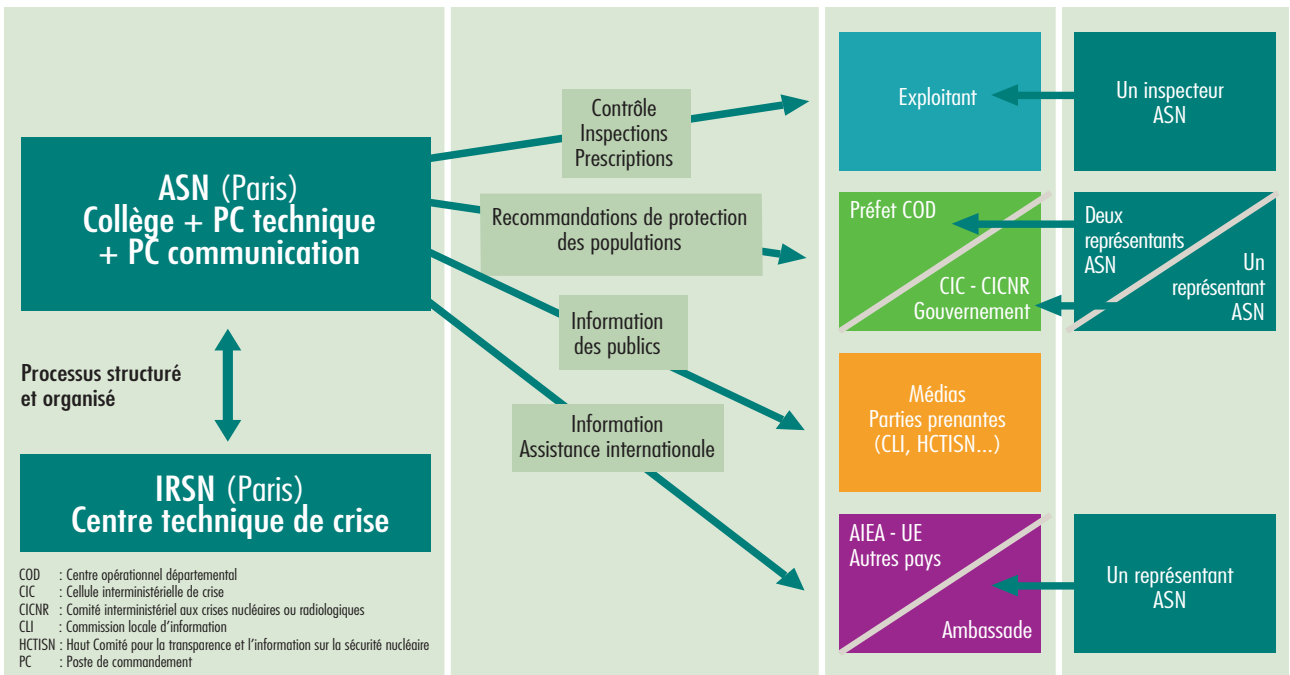 ASN (Paris)
Collège + PC technique
+ PC communication
Processus structuré
et organisé
IRSN (Paris)
Centre technique de crise
COD : Centre opérationnel départemental
CIC : Cellule interministérielle de crise
CICNR : Comité interministériel aux crises nucléaires ou radiologiques
CLI : Commission locale d'information
HCTISN : Haut Comité pour la transparence et l'information sur la sécurité nucléaire
PC : Poste de commandement
Contrôle
Inspections
Prescriptions
Recommandations de protection
des populations
Information
des publics
Information
Assistance internationale
Exploitant
Un inspecteur
ASN
Préfet COD
CIC - CICNR
Gouvernement
Deux
représentants
ASN
Un
représentant
ASN
Médias
Parties prenantes
(CLI, HCTISN...)
AIEA - UE
Autres pays
Ambassade
Un représentant
ASN